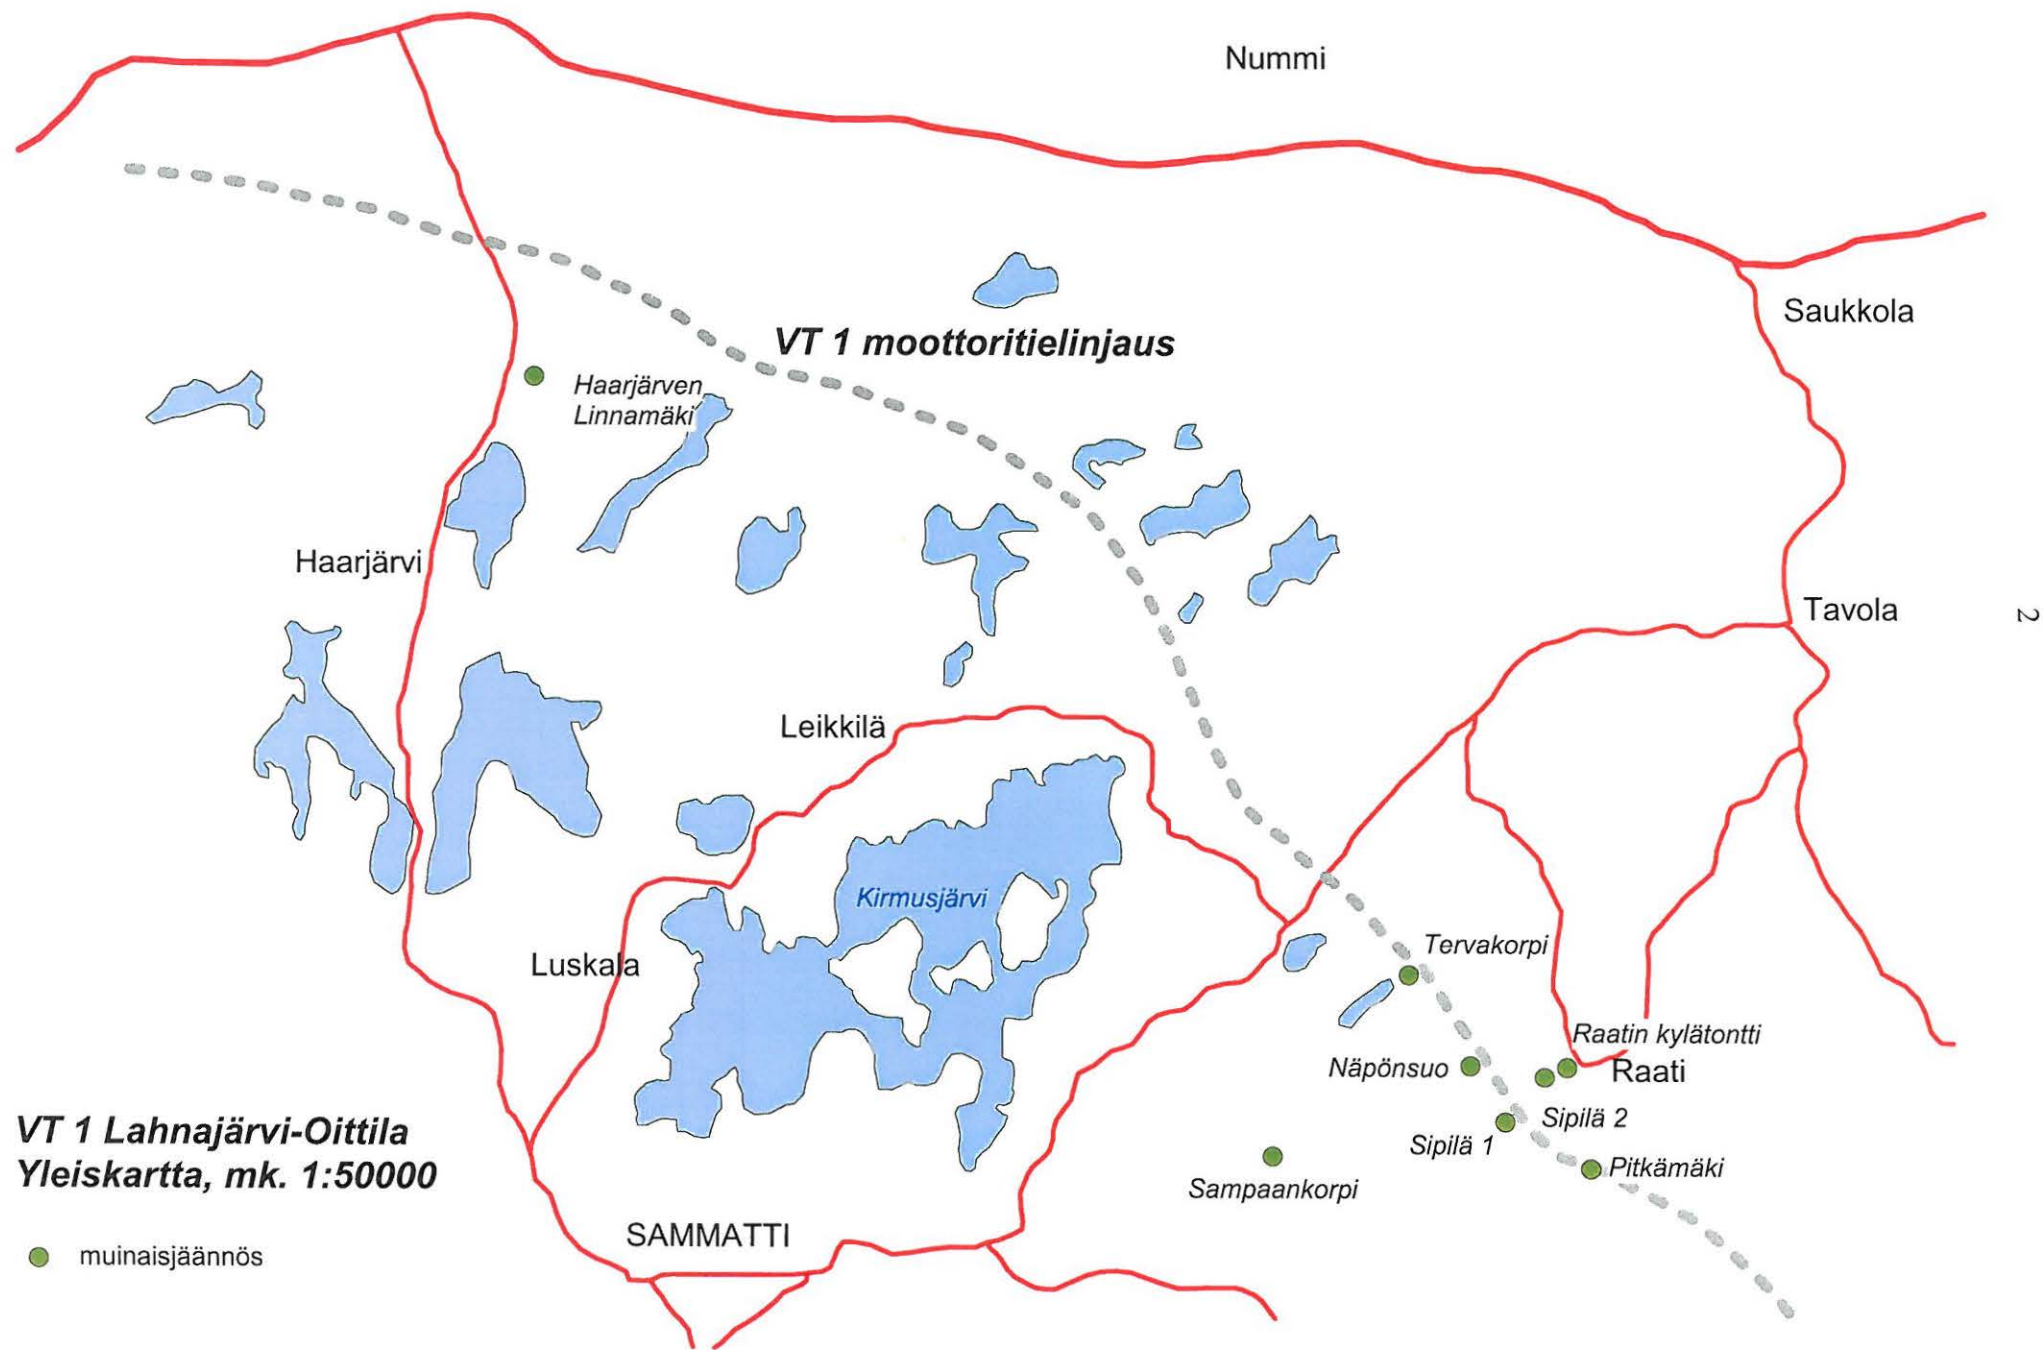 Nummi
Saukkola
VT 1 moottoritielinjaus
Haarjärven
Linnamäki
Haarjärvi
Tavola
2
Leikkilä
Kirmusjärvi
Luskala
Tervakorpi
Raatin kylätontti
Näpönsuo
Raati
Sipilä 2
Sipilä 1
Pitkämäki
Sampaankorpi
VT 1 Lahnajärvi-Oittila
Yleiskartta, mk. 1:50000
SAMMATTI
muinaisjäännös